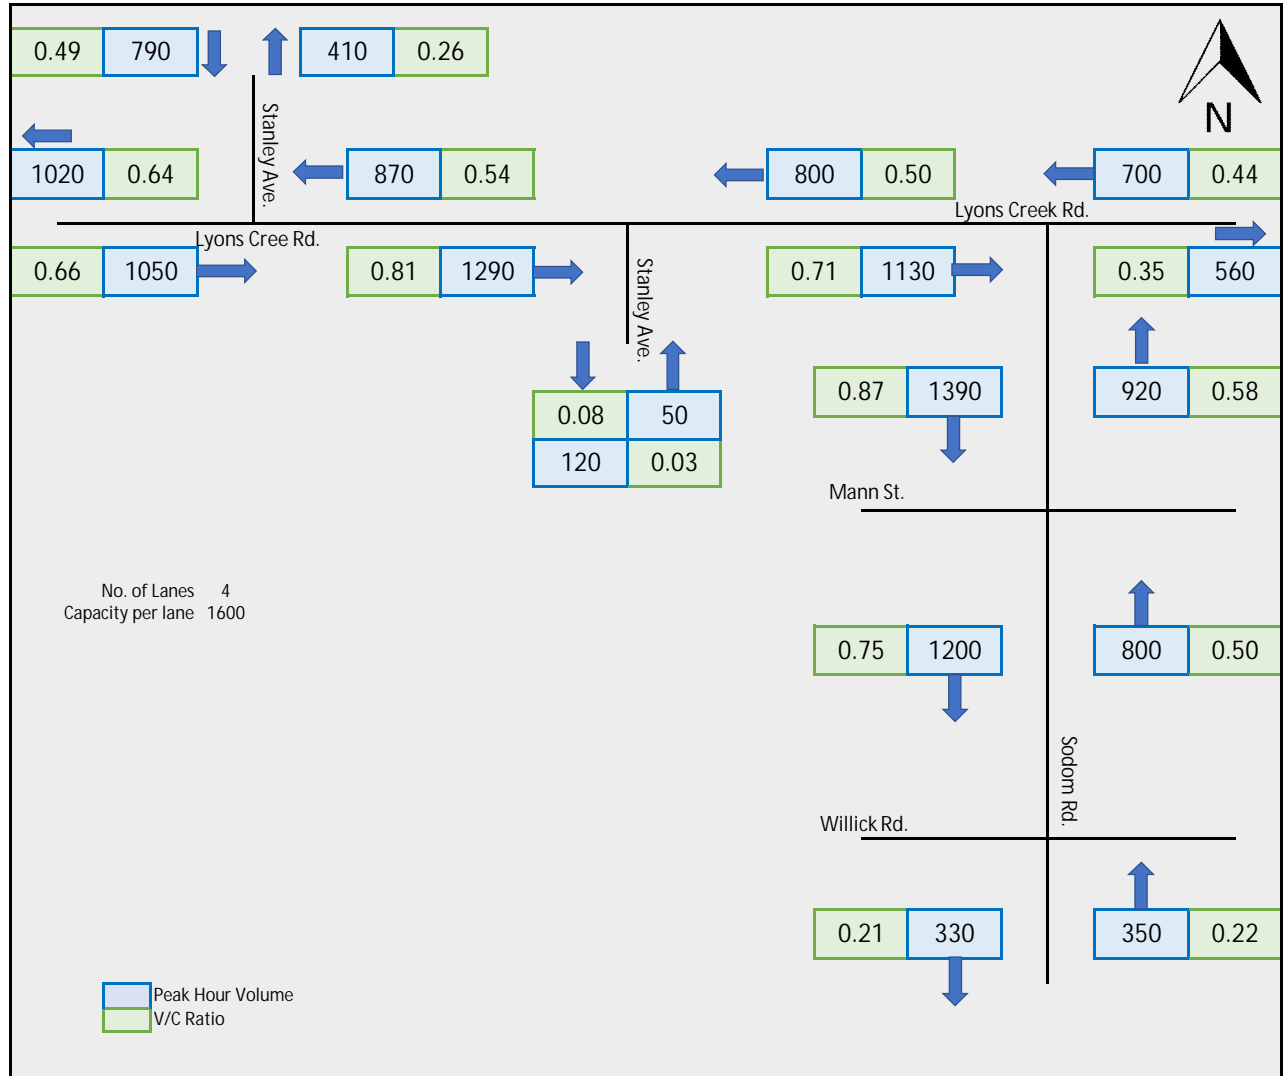 0.49 790 410 0.26
N
Stanley Ave.
1020 0.64 870 0.54 800 0.50 700 0.44
Lyons Creek Rd.
Lyons Cree Rd.
0.66 1050 0.81 1290 0.71 1130 0.35 560
Stanley Ave.
0.87 1390 920 0.58
0.08 50
120 0.03
Mann St.
No. of Lanes 4
Capacity per lane 1600
0.75 1200 800 0.50
Sodom Rd.
Willick Rd.
0.21 330 350 0.22
Peak Hour Volume
V/C Ratio